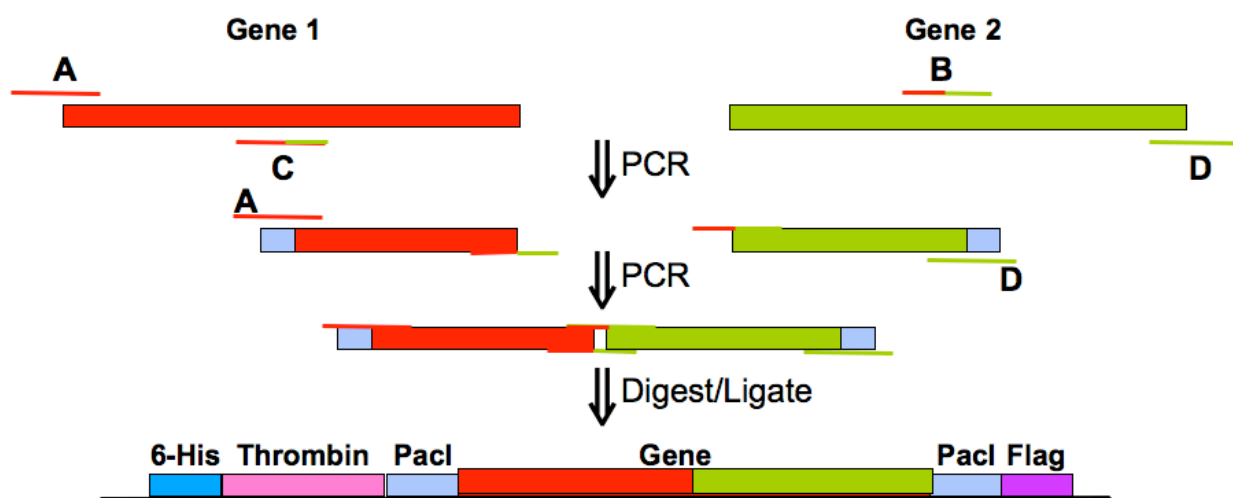 Gene 1 Gene 2
A B
C D
PCR
A
D
PCR
Digest/Ligate
6-His Thrombin PacI Gene PacI Flag